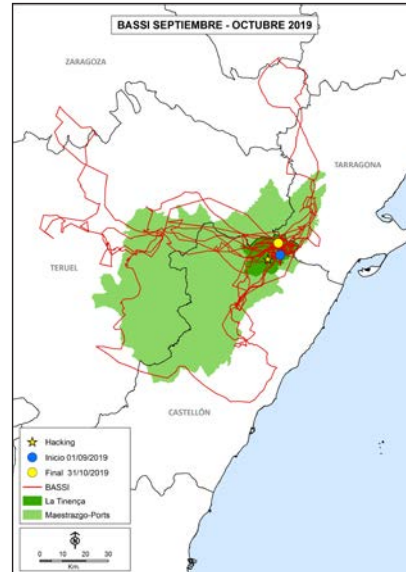 BASSI SEPTIEMBRE - OCTUBRE 2019
ZARAGOZA
TARRAGONA
TERUEL
CASTELLÓN
Hacking
Inicio 01/09/2019
Final 31/10/2019
BASSI
La Tinença
Maestrazgo-Ports
0 10 20 30
Km.